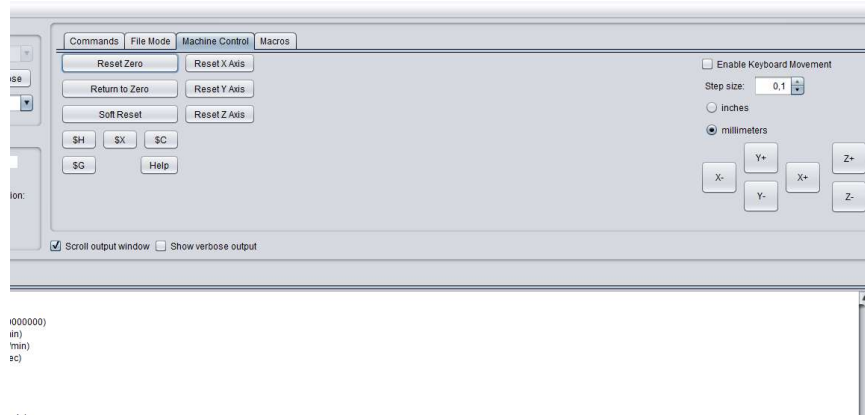 Commands File Mode Machine Control Macros
Reset Zero Reset X Axis
Return to Zero Reset Y Axis
Soft Reset Reset Z Axis
$H $X $C
$G Help
Enable Keyboard Movement
Step size: 0,1
inches
millimeters
Y+ Z+
X- X+
Y- Z-
ose
ion:
Scroll output window Show verbose output
0000000)
in)
/min)
ec)